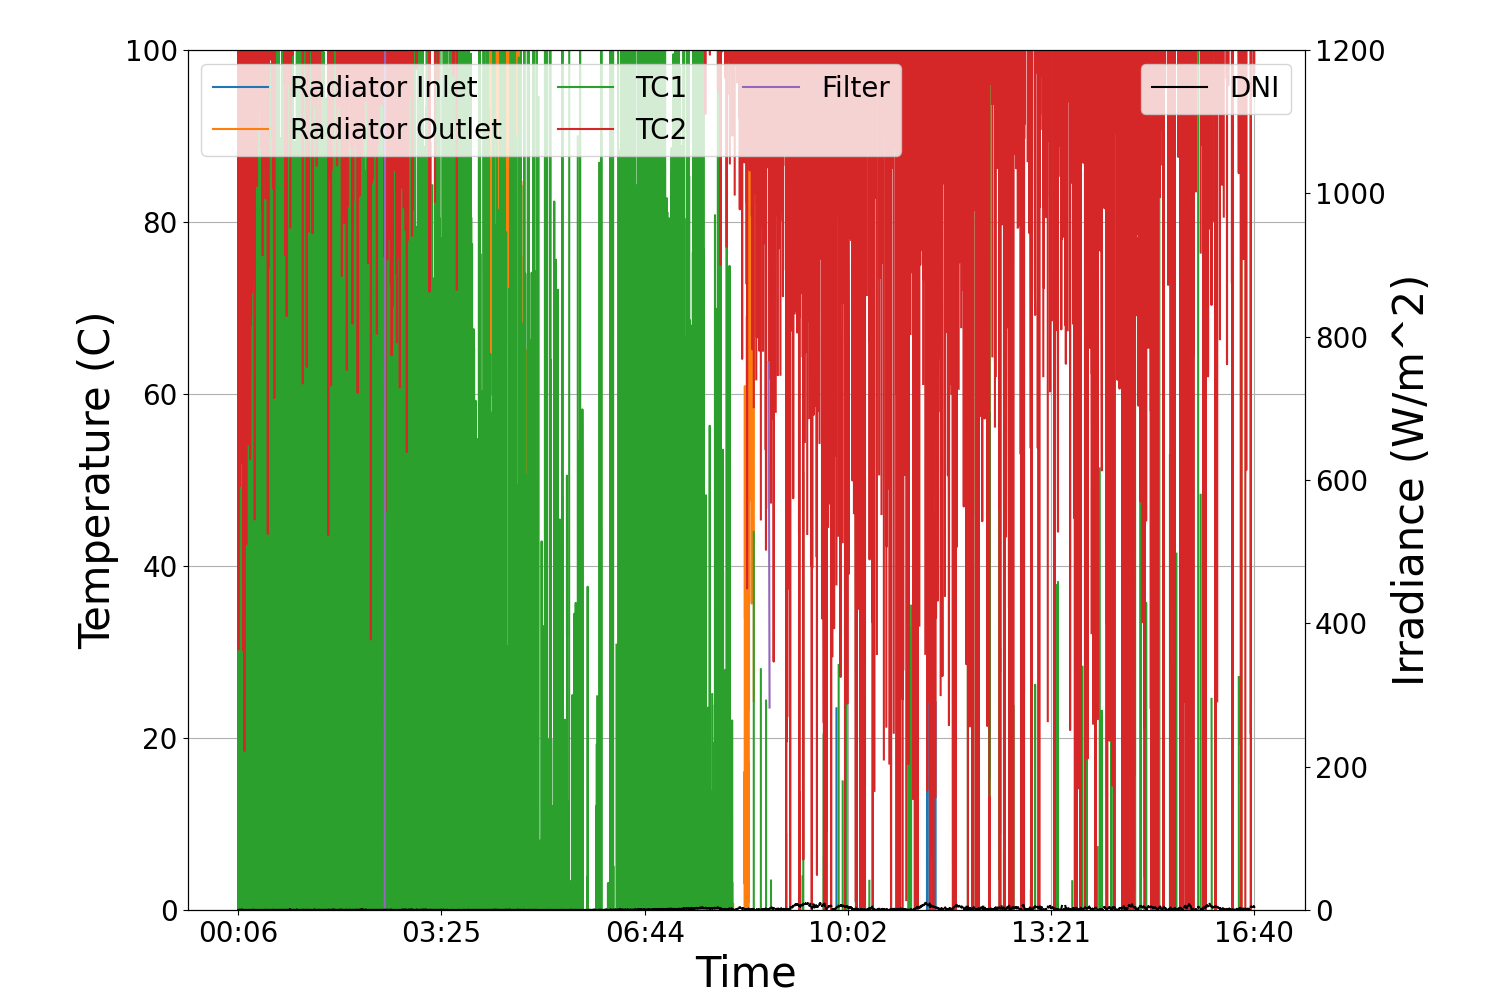 100
80
60
40
20
0
Temperature (C)
Radiator Inlet
Radiator Outlet
TC1
TC2
Filter
DNI
1200
1000
800
600
400
200
0
Irradiance (W/m^2)
00:06 03:25 06:44 10:02 13:21 16:40
Time